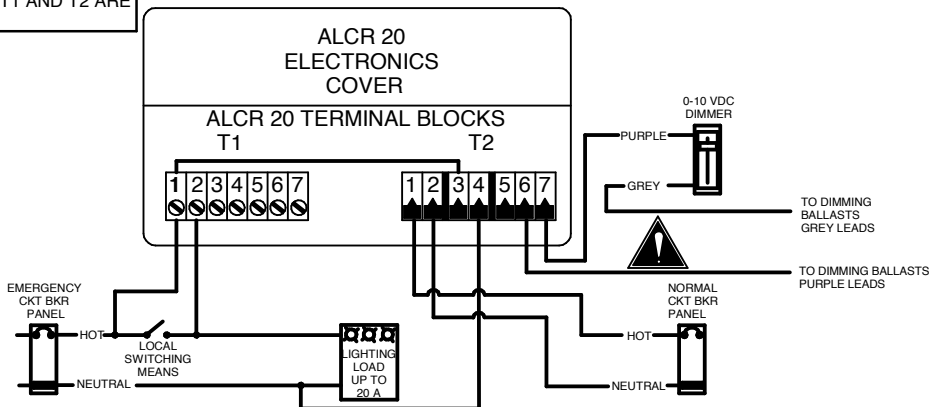 T1 AND T2 ARE
ALCR 20
ELECTRONICS
COVER
ALCR 20 TERMINAL BLOCKS
T1
T2
1 2 3 4 5 6 7
1 2 3 4 5 6 7
0-10 VDC
DIMMER
PURPLE
GREY
TO DIMMING
BALLASTS
GREY LEADS
TO DIMMING BALLASTS
PURPLE LEADS
EMERGENCY
CKT BKR
PANEL
HOT
LOCAL
SWITCHING
MEANS
NEUTRAL
LIGHTING
LOAD
UP TO
20 A
NORMAL
CKT BKR
PANEL
HOT
NEUTRAL